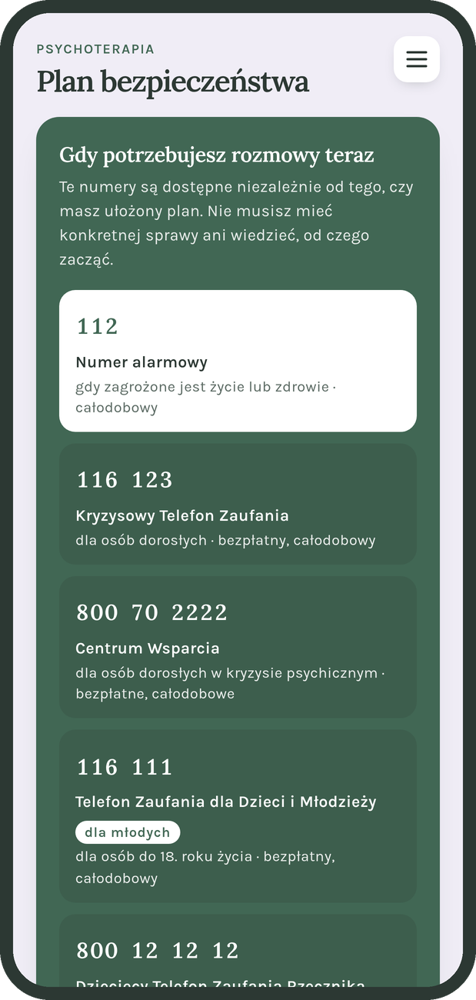 PSYCHOTERAPIA
Plan bezpieczeństwa
Gdy potrzebujesz rozmowy teraz
Te numery są dostępne niezależnie od tego, czy
masz ułożony plan. Nie musisz mieć
konkretnej sprawy ani wiedzieć, od czego
zacząć.
112
Numer alarmowy
gdy zagrożone jest życie lub zdrowie ·
całodobowy
116 123
Kryzysowy Telefon Zaufania
dla osób dorosłych · bezpłatny, całodobowy
800 70 2222
Centrum Wsparcia
dla osób dorosłych w kryzysie psychicznym ·
bezpłatne, całodobowe
116 111
Telefon Zaufania dla Dzieci i Młodzieży
dla młodych
dla osób do 18. roku życia · bezpłatny,
całodobowy
800 12 12 12
Dziecięcy Telefon Zaufania Rzecznika